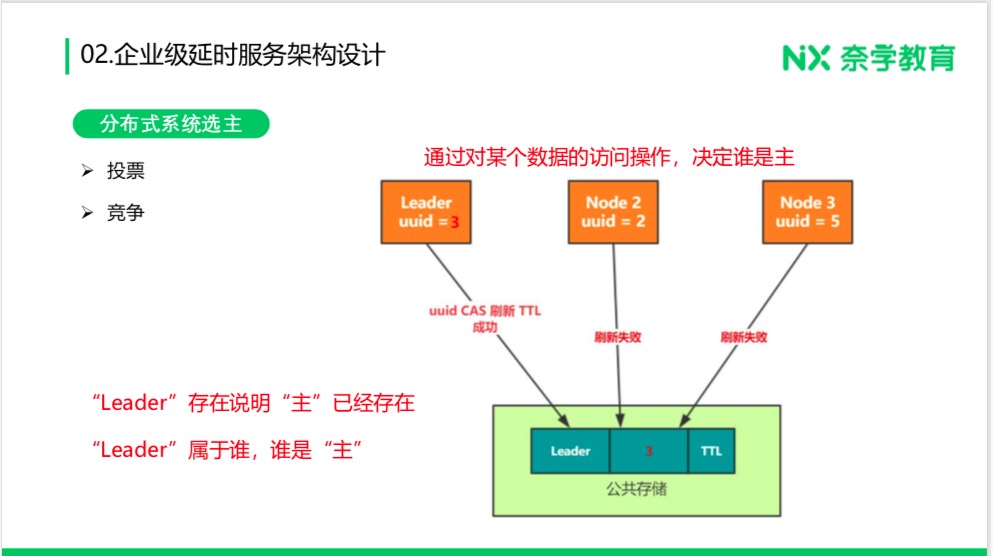 02.企业级延时服务架构设计
NX 奈学教育
分布式系统选主
➢ 投票
➢ 竞争
通过对某个数据的访问操作，决定谁是主
Leader
uuid =3
Node 2
uuid = 2
Node 3
uuid = 5
uuid CAS 刷新 TTL
成功
刷新失败
刷新失败
“Leader”存在说明“主”已经存在
“Leader”属于谁，谁是“主”
Leader
3
TTL
公共存储